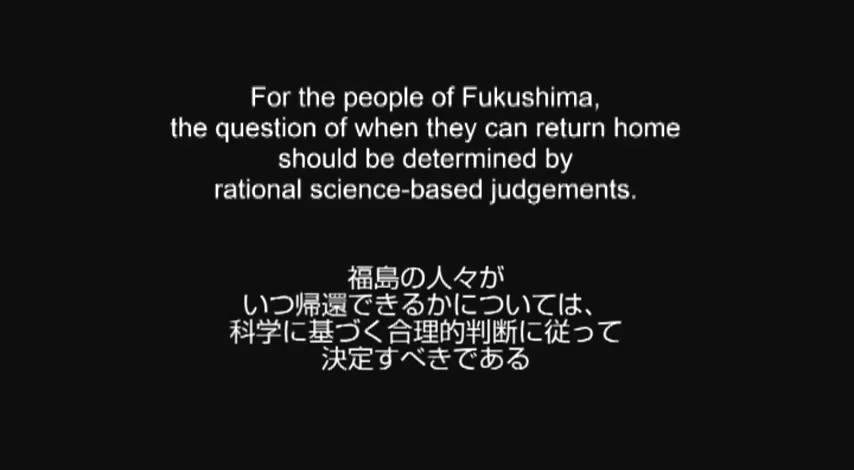 For the people of Fukushima,
the question of when they can return home
should be determined by
rational science-based judgements.
福島の人々が
いつ帰還できるかについては、
科学に基づく合理的判断に従って
決定すべきである